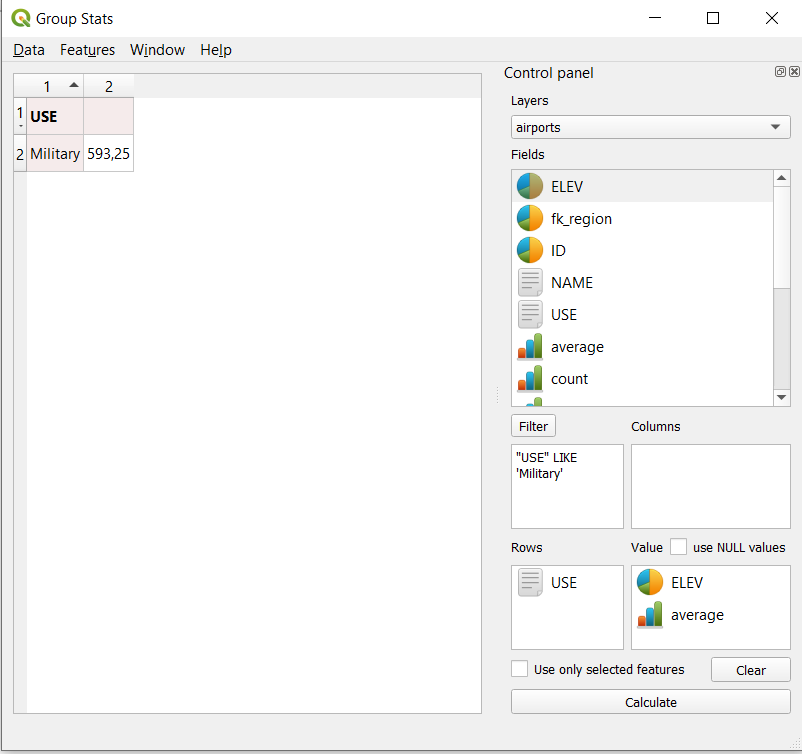 Group Stats
Data Features Window Help
1 2
1 USE
2 Military 593,25
Control panel
Layers
airports
Fields
ELEV
fk_region
ID
NAME
USE
average
count
Filter Columns
"USE" LIKE
'Military'
Rows Value use NULL values
USE ELEV
average
Use only selected features Clear
Calculate